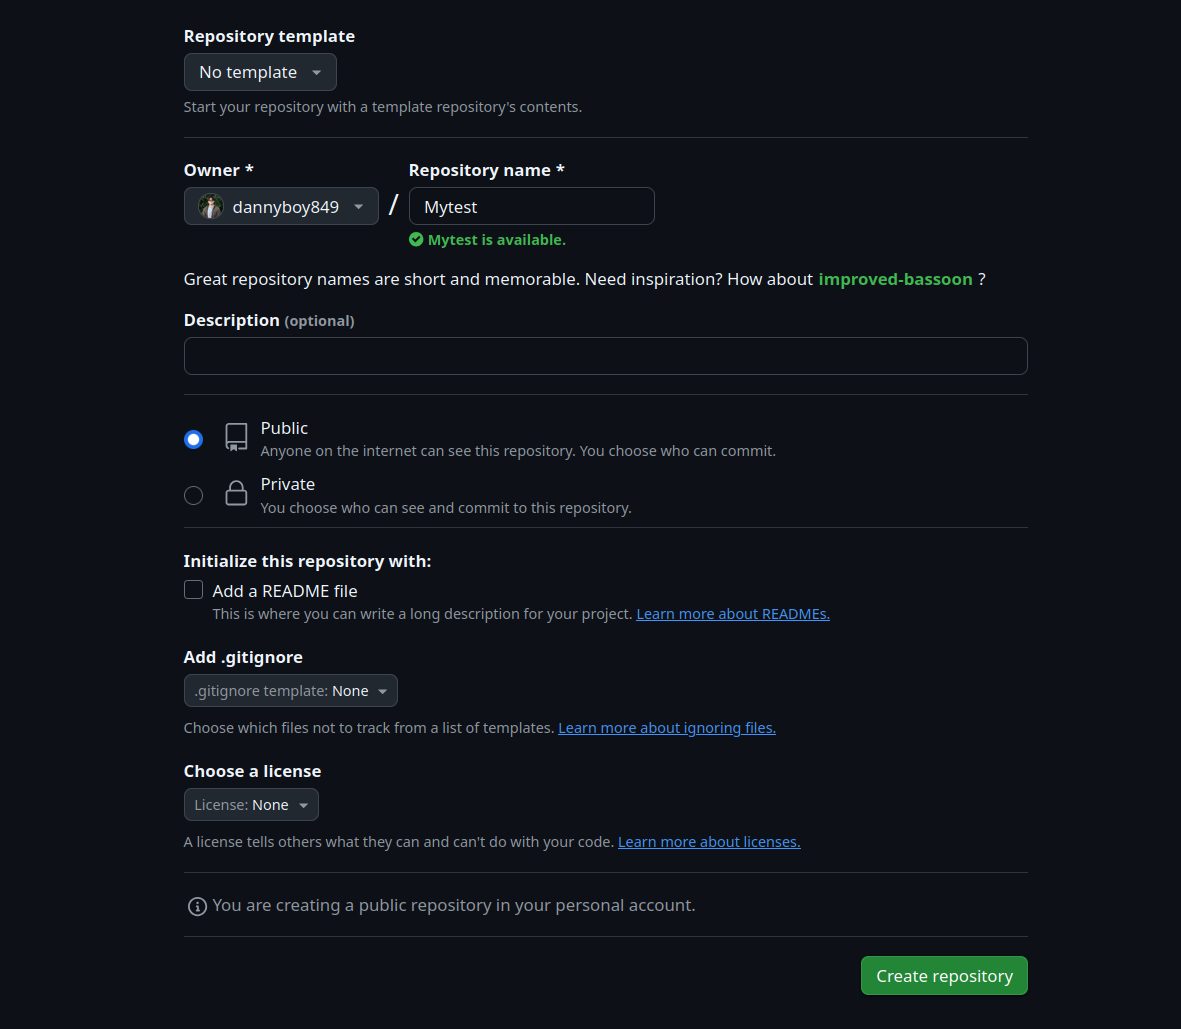 Repository template
No template
Start your repository with a template repository's contents.
Owner * Repository name *
dannyboy849 / Mytest
Mytest is available.
Great repository names are short and memorable. Need inspiration? How about improved-bassoon ?
Description (optional)
Public
Anyone on the internet can see this repository. You choose who can commit.
Private
You choose who can see and commit to this repository.
Initialize this repository with:
Add a README file
This is where you can write a long description for your project. Learn more about READMEs.
Add .gitignore
.gitignore template: None
Choose which files not to track from a list of templates. Learn more about ignoring files.
Choose a license
License: None
A license tells others what they can and can't do with your code. Learn more about licenses.
You are creating a public repository in your personal account.
Create repository